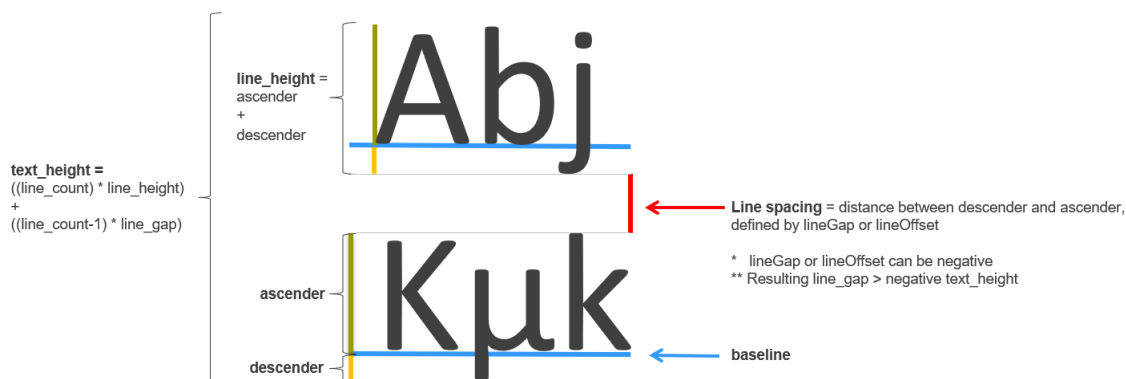 Abj
line_height =
ascender
+
descender
text_height =
((line_count) * line_height)
+
((line_count-1) * line_gap)
Line spacing = distance between descender and ascender,
defined by lineGap or lineOffset
* lineGap or lineOffset can be negative
** Resulting line_gap > negative text_height
Kµk
ascender
baseline
descender